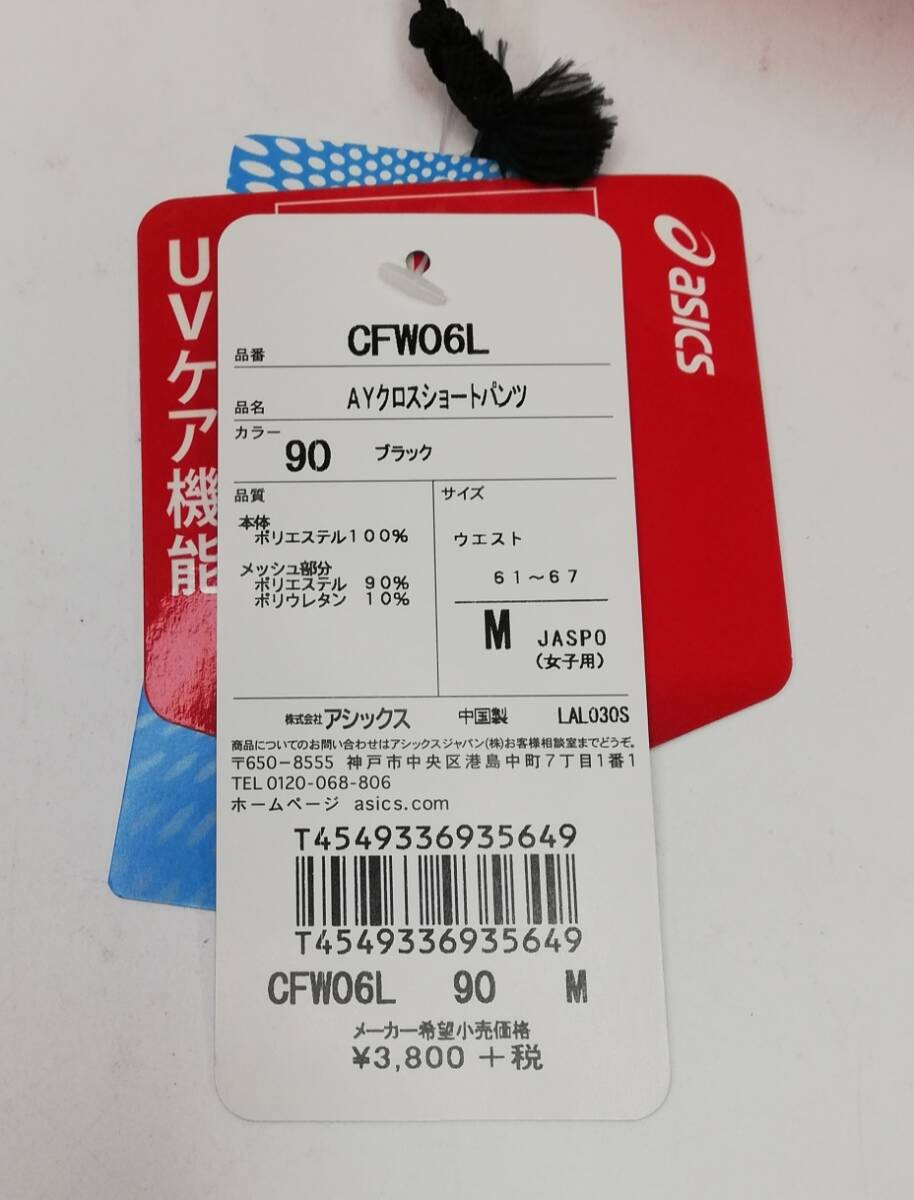 UVケア機能
asics
品番 CFW06L
品名 AYクロスショートパンツ
カラー 90 ブラック
品質
本体
ポリエステル100%
メッシュ部分
ポリエステル 90%
ポリウレタン 10%
サイズ
ウエスト
61〜67
M JASPO
(女子用)
株式会社アシックス 中国製 LAL030S
商品についてのお問い合わせはアシックスジャパン(株)お客様相談室までどうぞ。
〒650-8555 神戸市中央区港島中町7丁目1番1
TEL 0120-068-806
ホームページ asics.com
T4549336935649
T4549336935649
CFW06L 90 M
メーカー希望小売価格
¥3,800+税